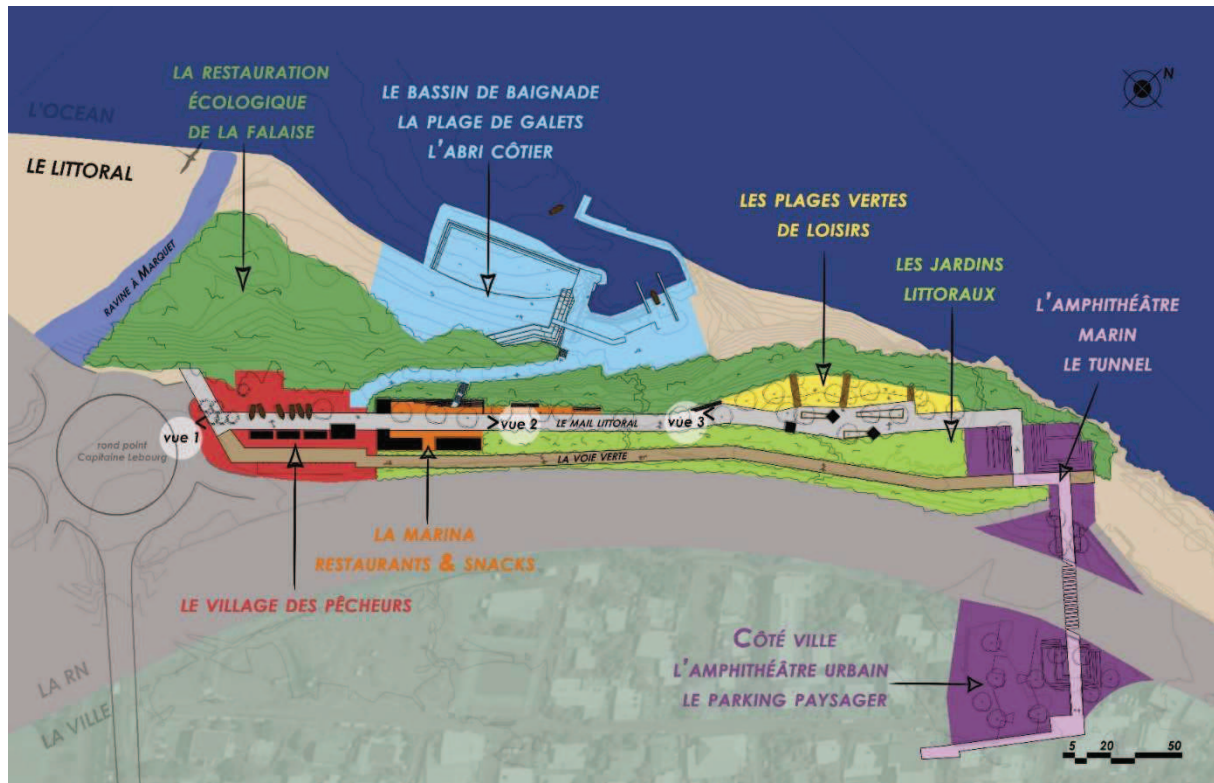 N
LA RESTAURATION
ÉCOLOGIQUE
DE LA FALAISE
LE BASSIN DE BAIGNADE
LA PLAGE DE GALETS
L'ABRI CÔTIER
L'OCEAN
LE LITTORAL
LES PLAGES VERTES
DE LOISIRS
LES JARDINS
LITTORAUX
L'AMPHITHÉÂTRE
MARIN
LE TUNNEL
RAVINE À MARQUET
vue 1
vue 2
LE MAIL LITTORAL
vue 3
rond point
Capitaine Lebourg
LA VOIE VERTE
LA MARINA
RESTAURANTS & SNACKS
LE VILLAGE DES PÊCHEURS
CÔTÉ VILLE
L'AMPHITHÉÂTRE URBAIN
LE PARKING PAYSAGER
LA RN
LA VILLE
5 20 50